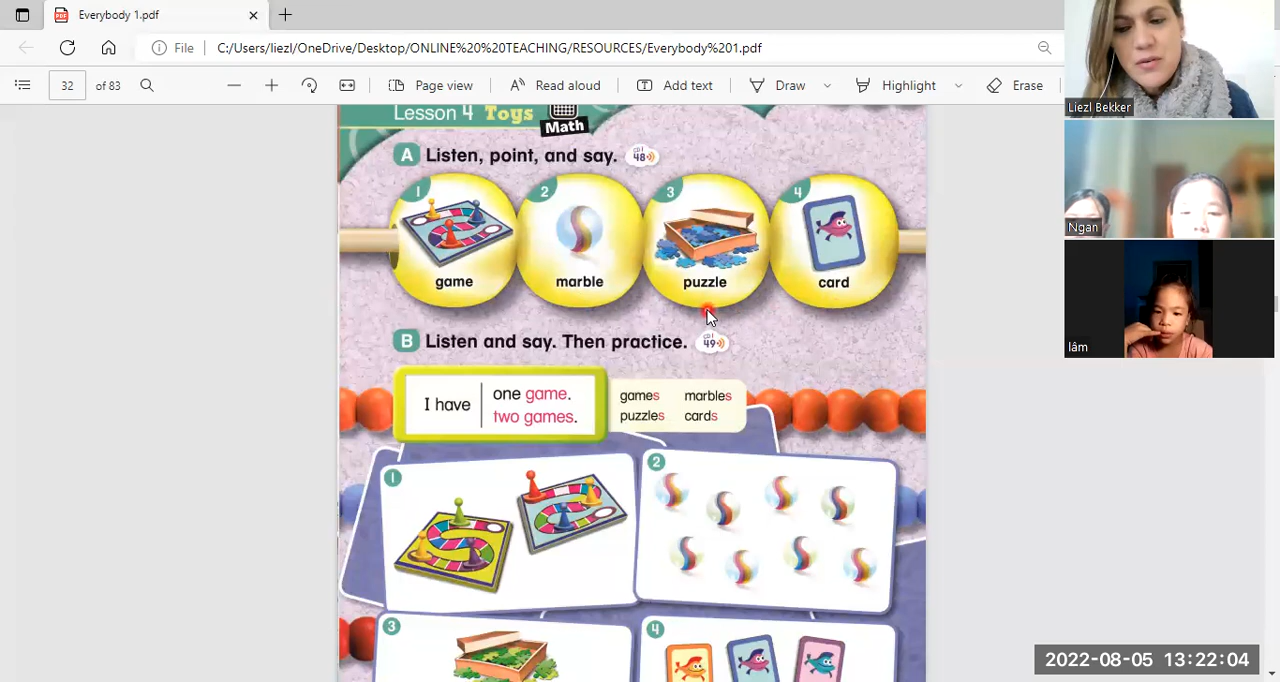 Everybody 1.pdf
File C:/Users/liezl/OneDrive/Desktop/ONLINE%20%20TEACHING/RESOURCES/Everybody%201.pdf
32 of 83 Page view Read aloud Add text Draw Highlight Erase
Lesson 4 Toys
Math
A Listen, point, and say. CD1 48
1 2 3 4
game marble puzzle card
B Listen and say. Then practice. CD1 49
I have one game.
two games.
games marbles
puzzles cards
1 2
3 4
Liezl Bekker
Ngan
lâm
2022-08-05 13:22:04